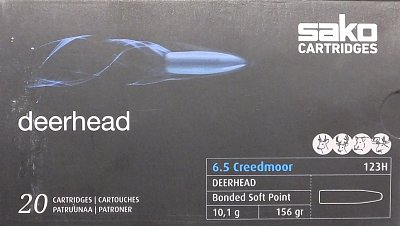 sako
CARTRIDGES
deerhead
6.5 Creedmoor 123H
DEERHEAD
Bonded Soft Point
10,1 g 156 gr
20 CARTRIDGES | CARTOUCHES
PATRUUNAA | PATRONER